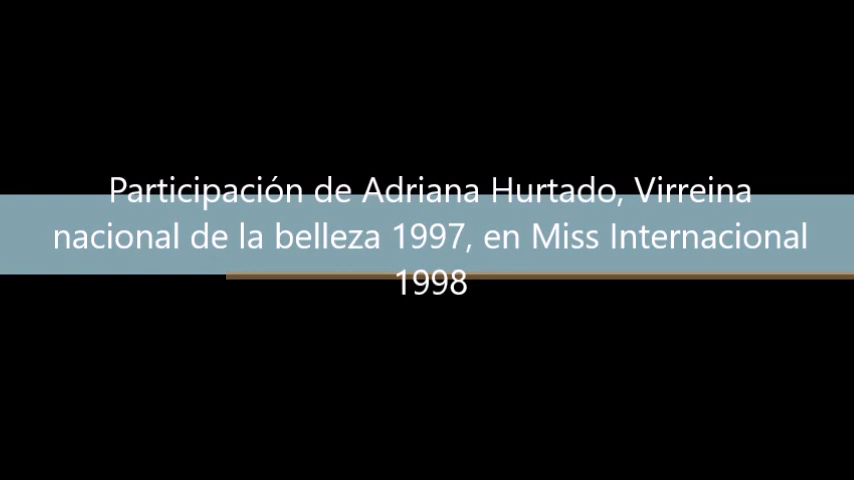 Participación de Adriana Hurtado, Virreina
nacional de la belleza 1997, en Miss Internacional
1998